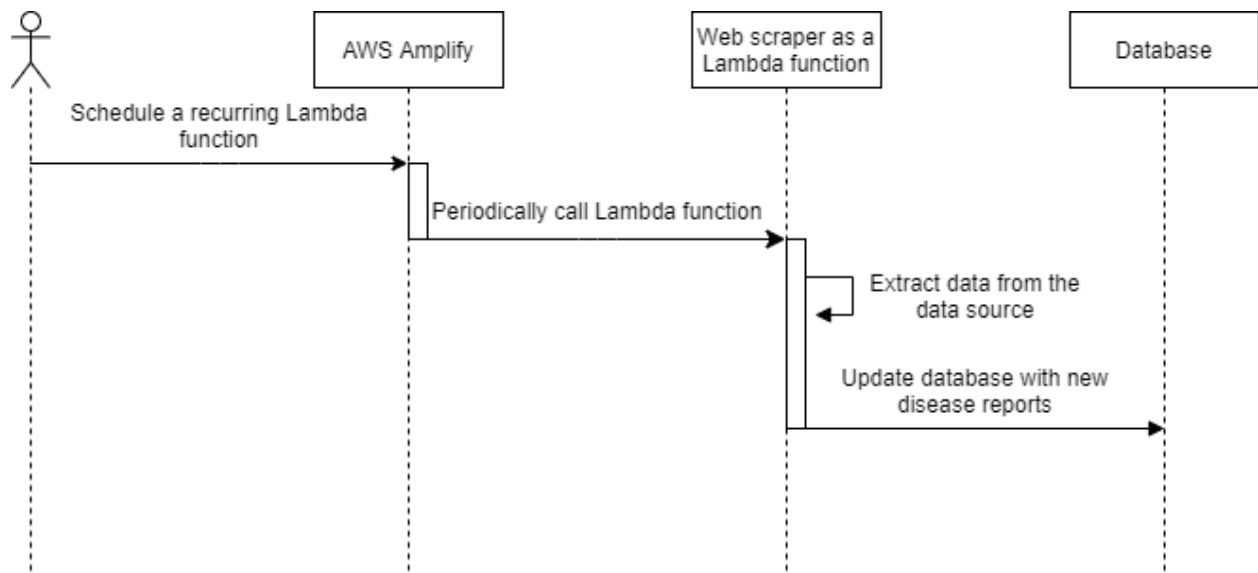 AWS Amplify
Web scraper as a
Lambda function
Database
Schedule a recurring Lambda
function
Periodically call Lambda function
Extract data from the
data source
Update database with new
disease reports